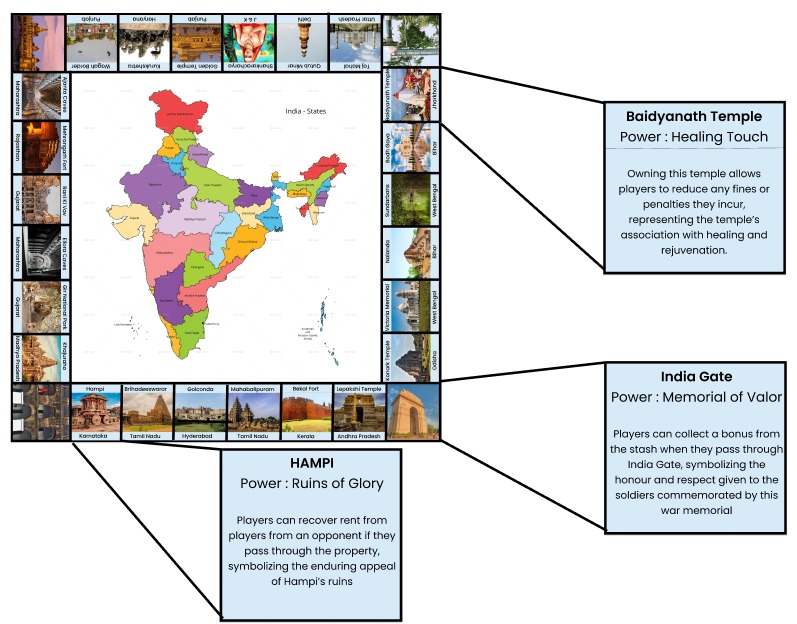 Punjab
Haryana
Punjab
J & K
Delhi
Uttar Pradesh
Wagah Border
Kurukshetra
Golden Temple
Shankaracharya
Qutub Minar
Taj Mahal
Ajanta Caves
Maharashtra
Mehrangarh Fort
Rajasthan
Rani Ki Vav
Gujarat
Ellora Caves
Maharashtra
Gir National Park
Gujarat
Khajuraho
Madhya Pradesh
India - States
Baidyanath Temple
Jharkhand
Bodh Gaya
Bihar
Sundarbans
West Bengal
Nalanda
Bihar
Victoria Memorial
West Bengal
Konark Temple
Odisha
Hampi
Brihadeeswarar
Golconda
Mahabalipuram
Bekal Fort
Lepakshi Temple
Karnataka
Tamil Nadu
Hyderabad
Tamil Nadu
Kerala
Andhra Pradesh
Baidyanath Temple
Power : Healing Touch
Owning this temple allows
players to reduce any fines or
penalties they incur,
representing the temple's
association with healing and
rejuvenation.
India Gate
Power : Memorial of Valor
Players can collect a bonus from
the stash when they pass through
India Gate, symbolizing the
honour and respect given to the
soldiers commemorated by this
war memorial
HAMPI
Power : Ruins of Glory
Players can recover rent from
players from an opponent if they
pass through the property,
symbolizing the enduring appeal
of Hampi's ruins